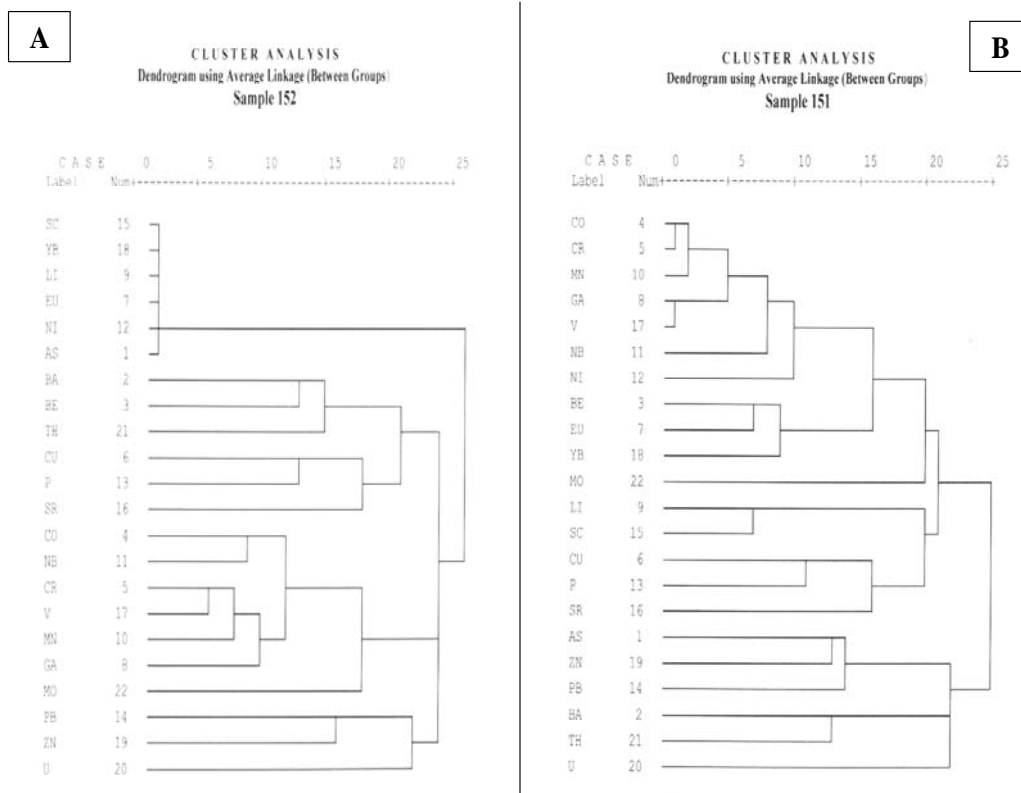 A
CLUSTER ANALYSIS
Dendrogram using Average Linkage (Between Groups)
Sample 152
C A S E 0 5 10 15 20 25
Label Num
SC 15
YB 18
LI 9
EU 7
NI 12
AS 1
BA 2
BE 3
TH 21
CU 6
P 13
SR 16
CO 4
NB 11
CR 5
V 17
MN 10
GA 8
MO 22
PB 14
ZN 19
U 20
B
CLUSTER ANALYSIS
Dendrogram using Average Linkage (Between Groups)
Sample 151
C A S E 0 5 10 15 20 25
Label Num
CO 4
CR 5
MN 10
GA 8
V 17
NB 11
NI 12
BE 3
EU 7
YB 18
MO 22
LI 9
SC 15
CU 6
P 13
SR 16
AS 1
ZN 19
PB 14
BA 2
TH 21
U 20